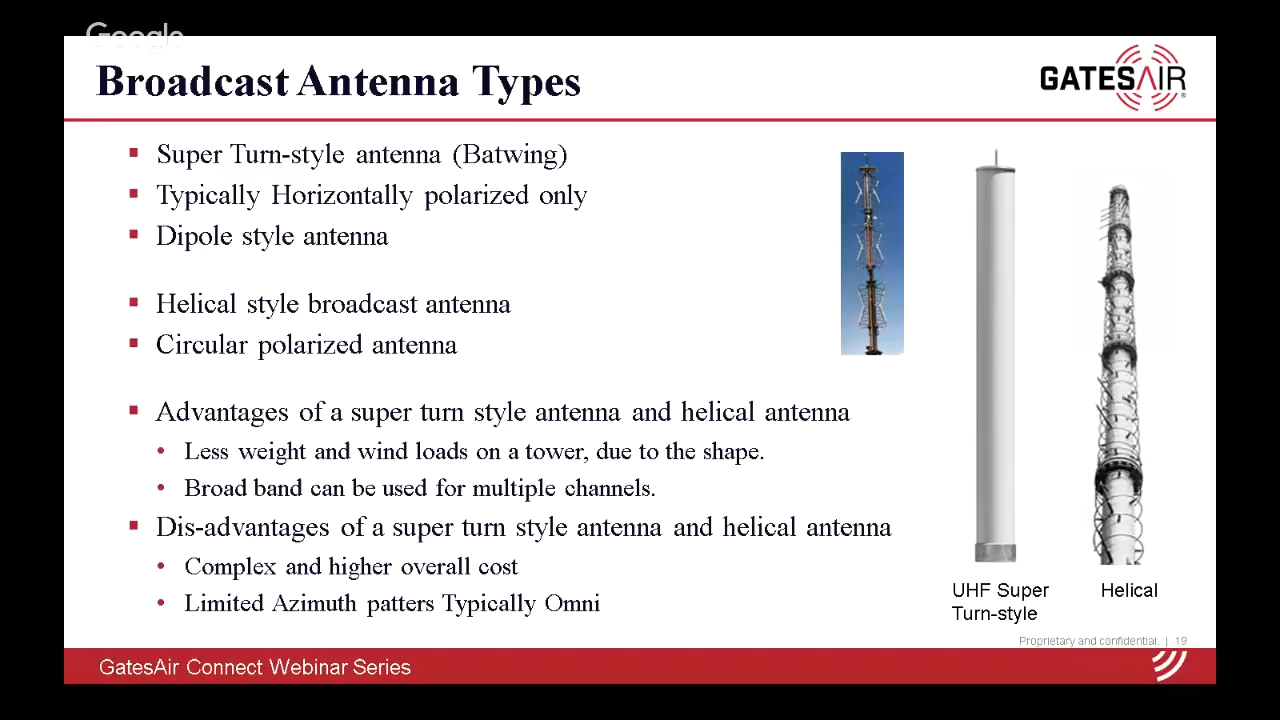 Google
Broadcast Antenna Types
GATESAIR
Super Turn-style antenna (Batwing)
Typically Horizontally polarized only
Dipole style antenna
Helical style broadcast antenna
Circular polarized antenna
Advantages of a super turn style antenna and helical antenna
Less weight and wind loads on a tower, due to the shape.
Broad band can be used for multiple channels.
Dis-advantages of a super turn style antenna and helical antenna
Complex and higher overall cost
Limited Azimuth patters Typically Omni
UHF Super
Turn-style
Helical
Proprietary and confidential. | 19
GatesAir Connect Webinar Series